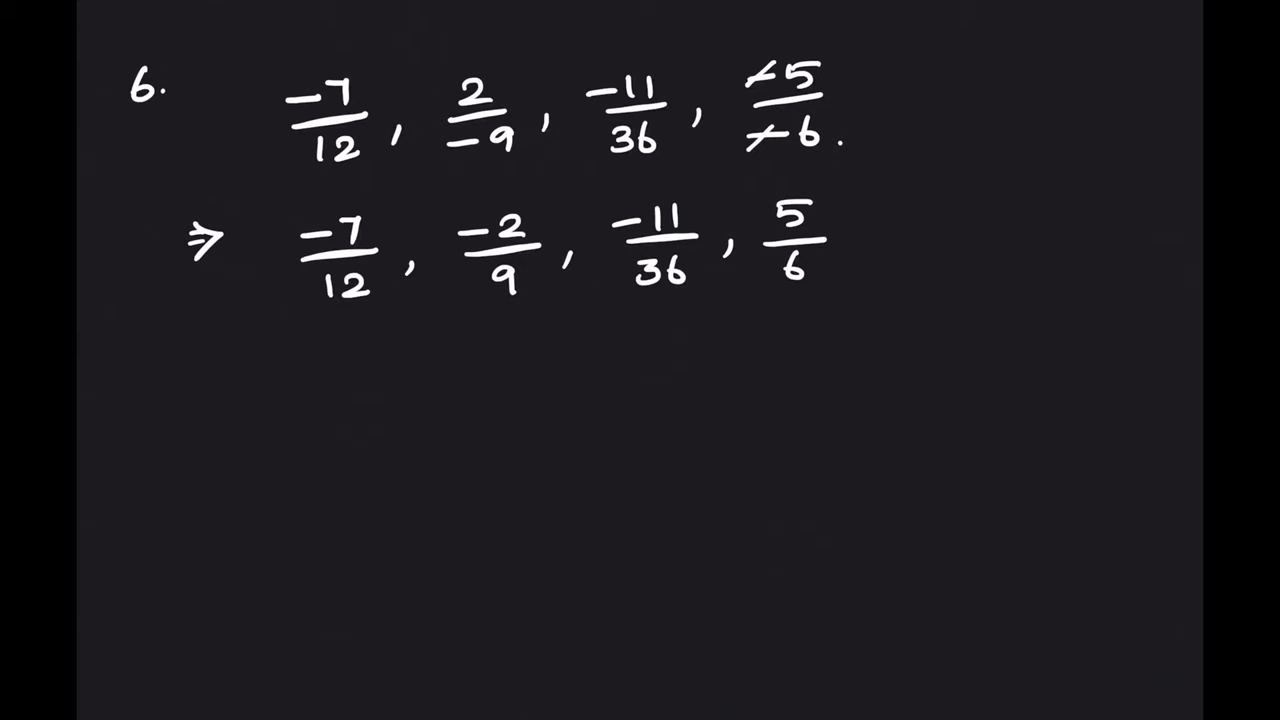 6. -7/12, 2/-9, -11/36, -5/-6.
⇒ -7/12, -2/9, -11/36, 5/6